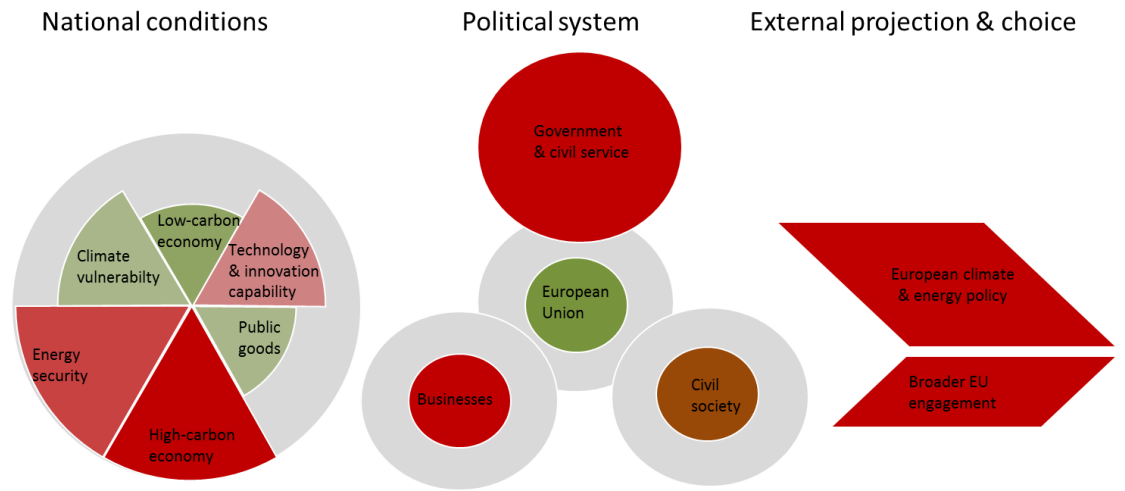 National conditions
Political system
External projection & choice
Low-carbon
economy
Climate
vulnerabilty
Technology
& innovation
capability
Public
goods
Energy
security
High-carbon
economy
Government
& civil service
European
Union
Businesses
Civil
society
European climate
& energy policy
Broader EU
engagement